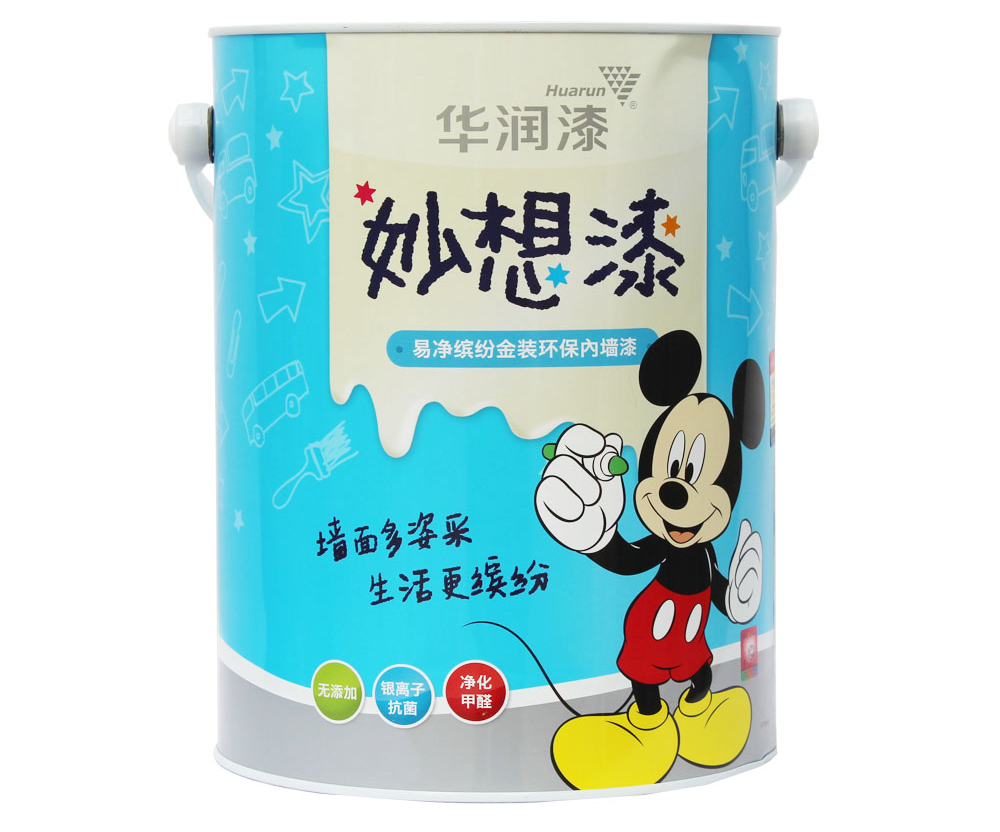 Huarun
®
华润漆
妙想漆
易净缤纷金装环保内墙漆
墙面多姿采
生活更缤纷
无添加
银离子
抗菌
净化
甲醛